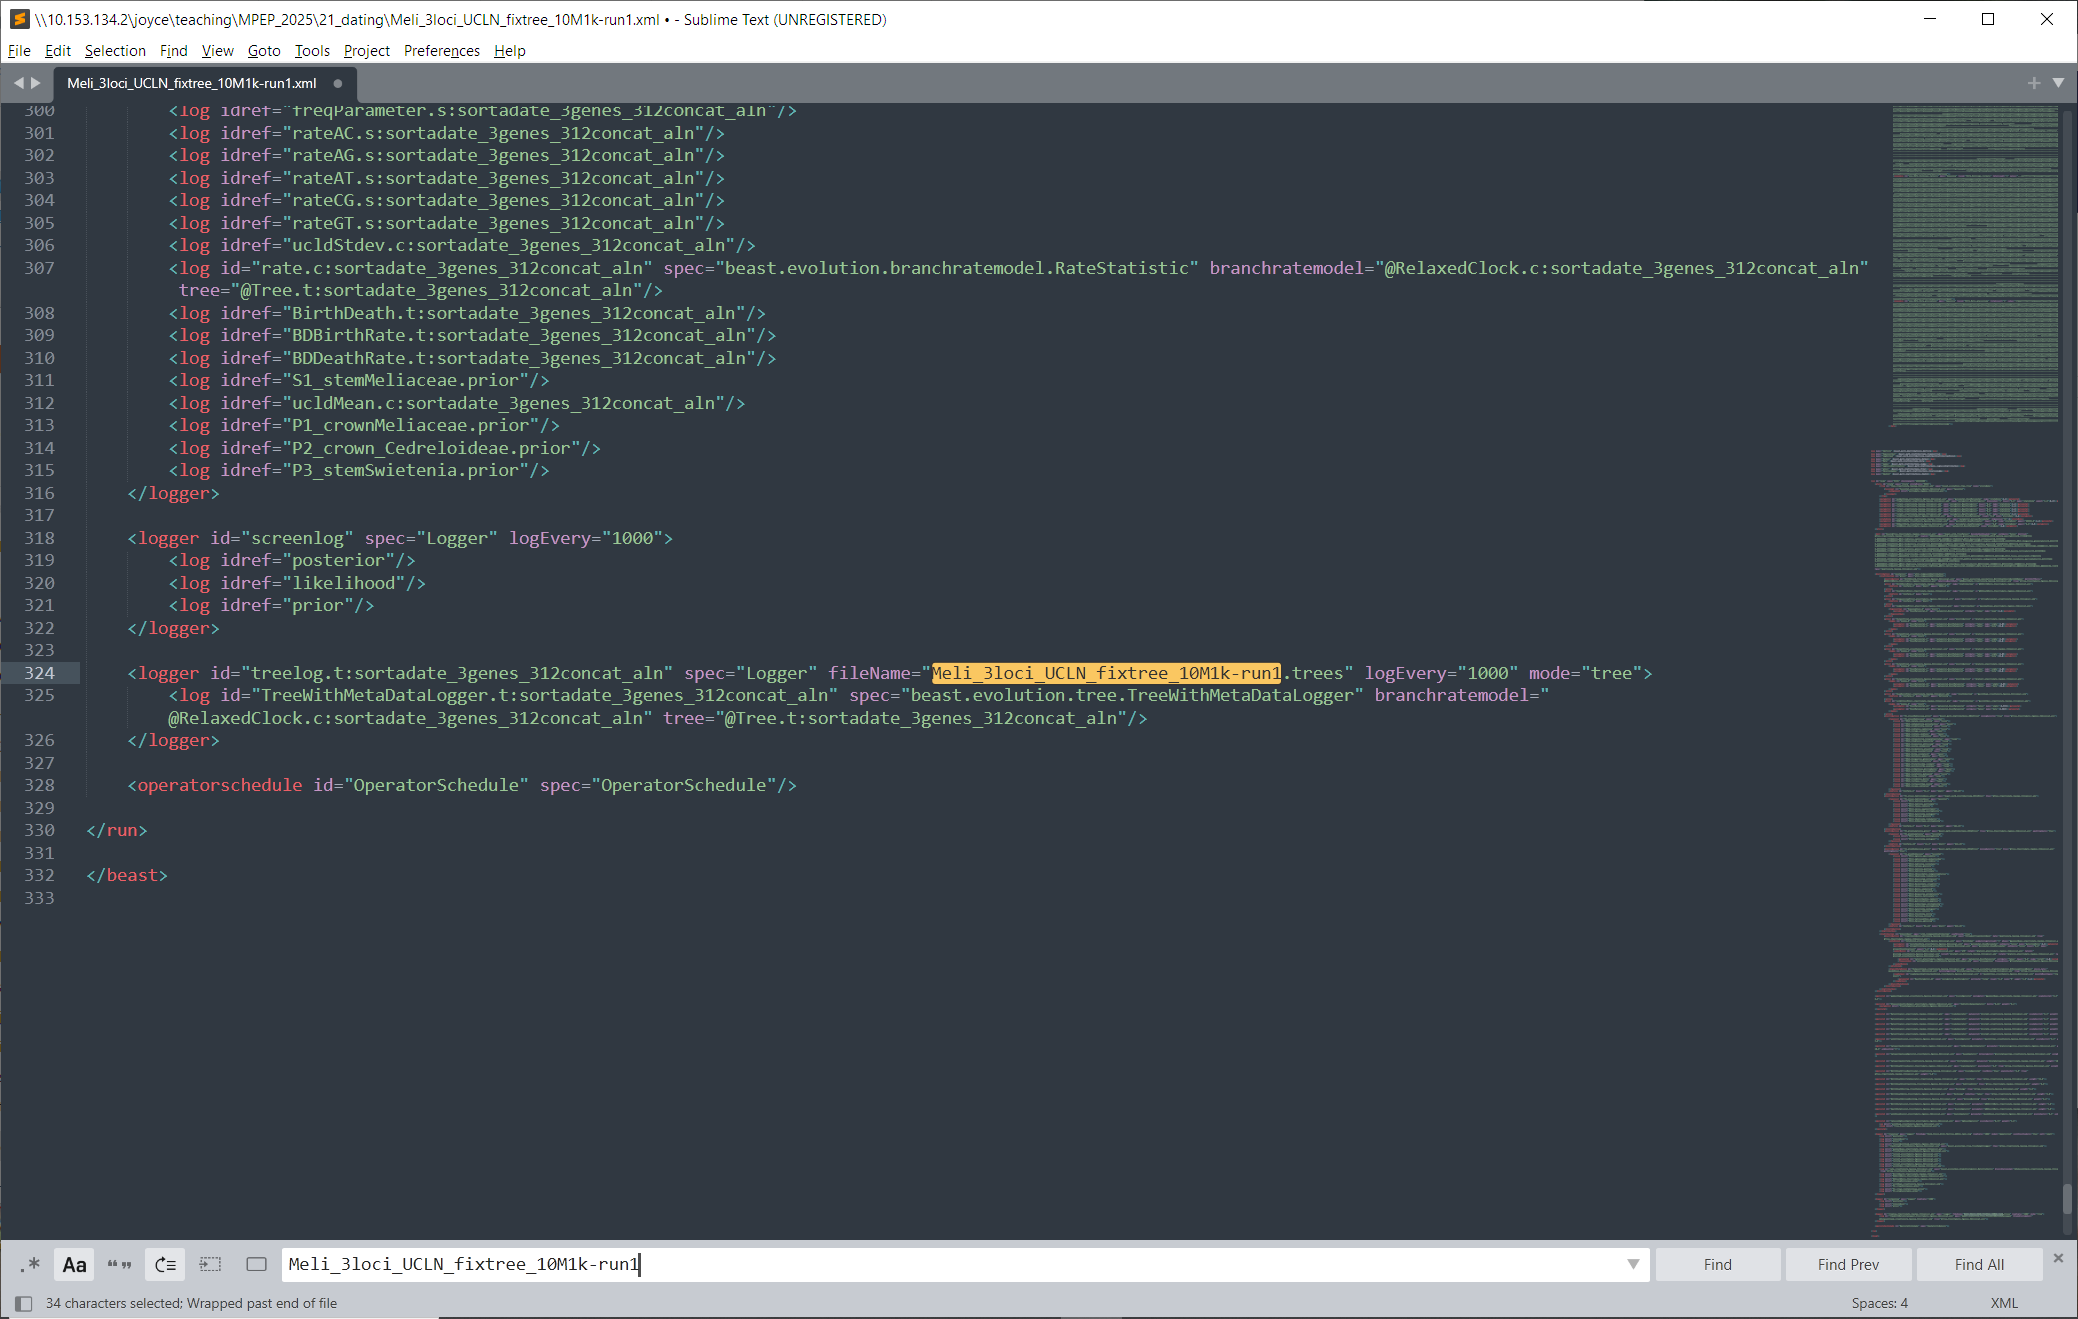 \\10.153.134.2\joyce\teaching\MPEP_2025\21_dating\Meli_3loci_UCLN_fixtree_10M1k-run1.xml • - Sublime Text (UNREGISTERED)
File Edit Selection Find View Goto Tools Project Preferences Help
Meli_3loci_UCLN_fixtree_10M1k-run1.xml
300 <log idref="freqParameter.s:sortadate_3genes_312concat_aln"/>
301 <log idref="rateAC.s:sortadate_3genes_312concat_aln"/>
302 <log idref="rateAG.s:sortadate_3genes_312concat_aln"/>
303 <log idref="rateAT.s:sortadate_3genes_312concat_aln"/>
304 <log idref="rateCG.s:sortadate_3genes_312concat_aln"/>
305 <log idref="rateGT.s:sortadate_3genes_312concat_aln"/>
306 <log idref="ucldStdev.c:sortadate_3genes_312concat_aln"/>
307 <log id="rate.c:sortadate_3genes_312concat_aln" spec="beast.evolution.branchratemodel.RateStatistic" branchratemodel="@RelaxedClock.c:sortadate_3genes_312concat_aln"
tree="@Tree.t:sortadate_3genes_312concat_aln"/>
308 <log idref="BirthDeath.t:sortadate_3genes_312concat_aln"/>
309 <log idref="BDBirthRate.t:sortadate_3genes_312concat_aln"/>
310 <log idref="BDDeathRate.t:sortadate_3genes_312concat_aln"/>
311 <log idref="S1_stemMeliaceae.prior"/>
312 <log idref="ucldMean.c:sortadate_3genes_312concat_aln"/>
313 <log idref="P1_crownMeliaceae.prior"/>
314 <log idref="P2_crown_Cedreloideae.prior"/>
315 <log idref="P3_stemSwietenia.prior"/>
316 </logger>
317
318 <logger id="screenlog" spec="Logger" logEvery="1000">
319 <log idref="posterior"/>
320 <log idref="likelihood"/>
321 <log idref="prior"/>
322 </logger>
323
324 <logger id="treelog.t:sortadate_3genes_312concat_aln" spec="Logger" fileName="Meli_3loci_UCLN_fixtree_10M1k-run1.trees" logEvery="1000" mode="tree">
325 <log id="TreeWithMetaDataLogger.t:sortadate_3genes_312concat_aln" spec="beast.evolution.tree.TreeWithMetaDataLogger" branchratemodel="
@RelaxedClock.c:sortadate_3genes_312concat_aln" tree="@Tree.t:sortadate_3genes_312concat_aln"/>
326 </logger>
327
328 <operatorschedule id="OperatorSchedule" spec="OperatorSchedule"/>
329
330 </run>
331
332 </beast>
333
.* Aa “” Meli_3loci_UCLN_fixtree_10M1k-run1 Find Find Prev Find All
34 characters selected; Wrapped past end of file Spaces: 4 XML